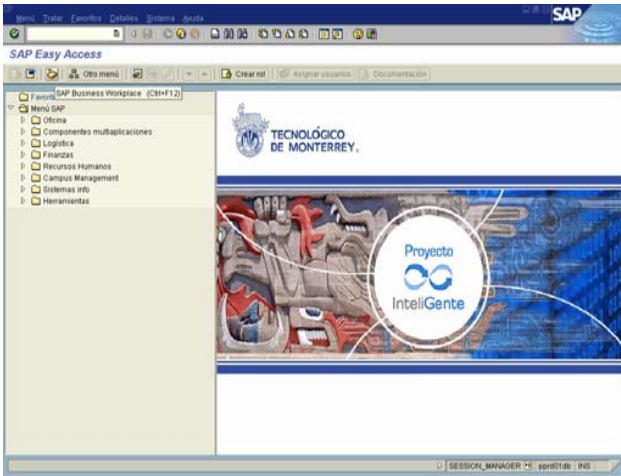 Menú Tratar Favoritos Detalles Sistema Ayuda
SAP
SAP Easy Access
Otro menú
Crear rol
Asignar usuarios
Documentación
SAP Business Workplace (Ctrl+F12)
Menú SAP
Oficina
Componentes multiaplicaciones
Logística
Finanzas
Recursos Humanos
Campus Management
Sistemas info
Herramientas
TECNOLÓGICO
DE MONTERREY.
Proyecto
InteliGente
SESSION_MANAGER pprd01db INS